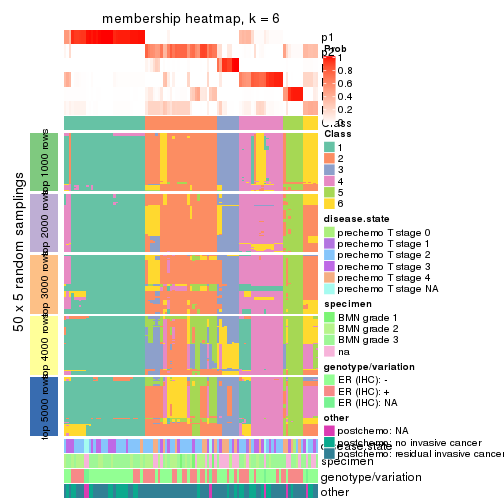 membership heatmap, k = 6
p1
p2
Prob
1
0.8
0.6
0.4
0.2
0
Class
Class
1
2
3
4
5
6
50 x 5 random samplings
top 1000 rows
top 2000 rows
top 3000 rows
top 4000 rows
top 5000 rows
disease.state
prechemo T stage 0
prechemo T stage 1
prechemo T stage 2
prechemo T stage 3
prechemo T stage 4
prechemo T stage NA
specimen
BMN grade 1
BMN grade 2
BMN grade 3
na
genotype/variation
ER (IHC): -
ER (IHC): +
ER (IHC): NA
other
postchemo: NA
postchemo: no invasive cancer
postchemo: residual invasive cancer
disease.state
specimen
genotype/variation
other